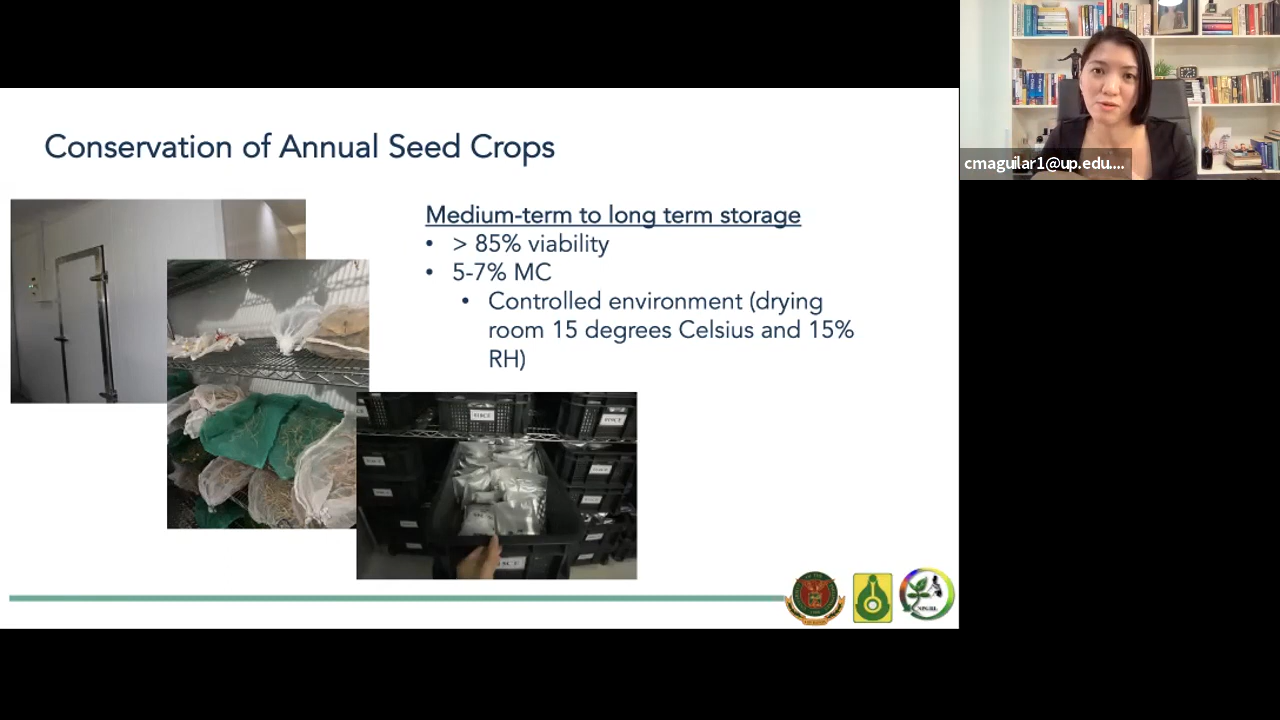 Conservation of Annual Seed Crops
Medium-term to long term storage
• > 85% viability
• 5-7% MC
• Controlled environment (drying
room 15 degrees Celsius and 15%
RH)
cmaguilar1@up.edu....